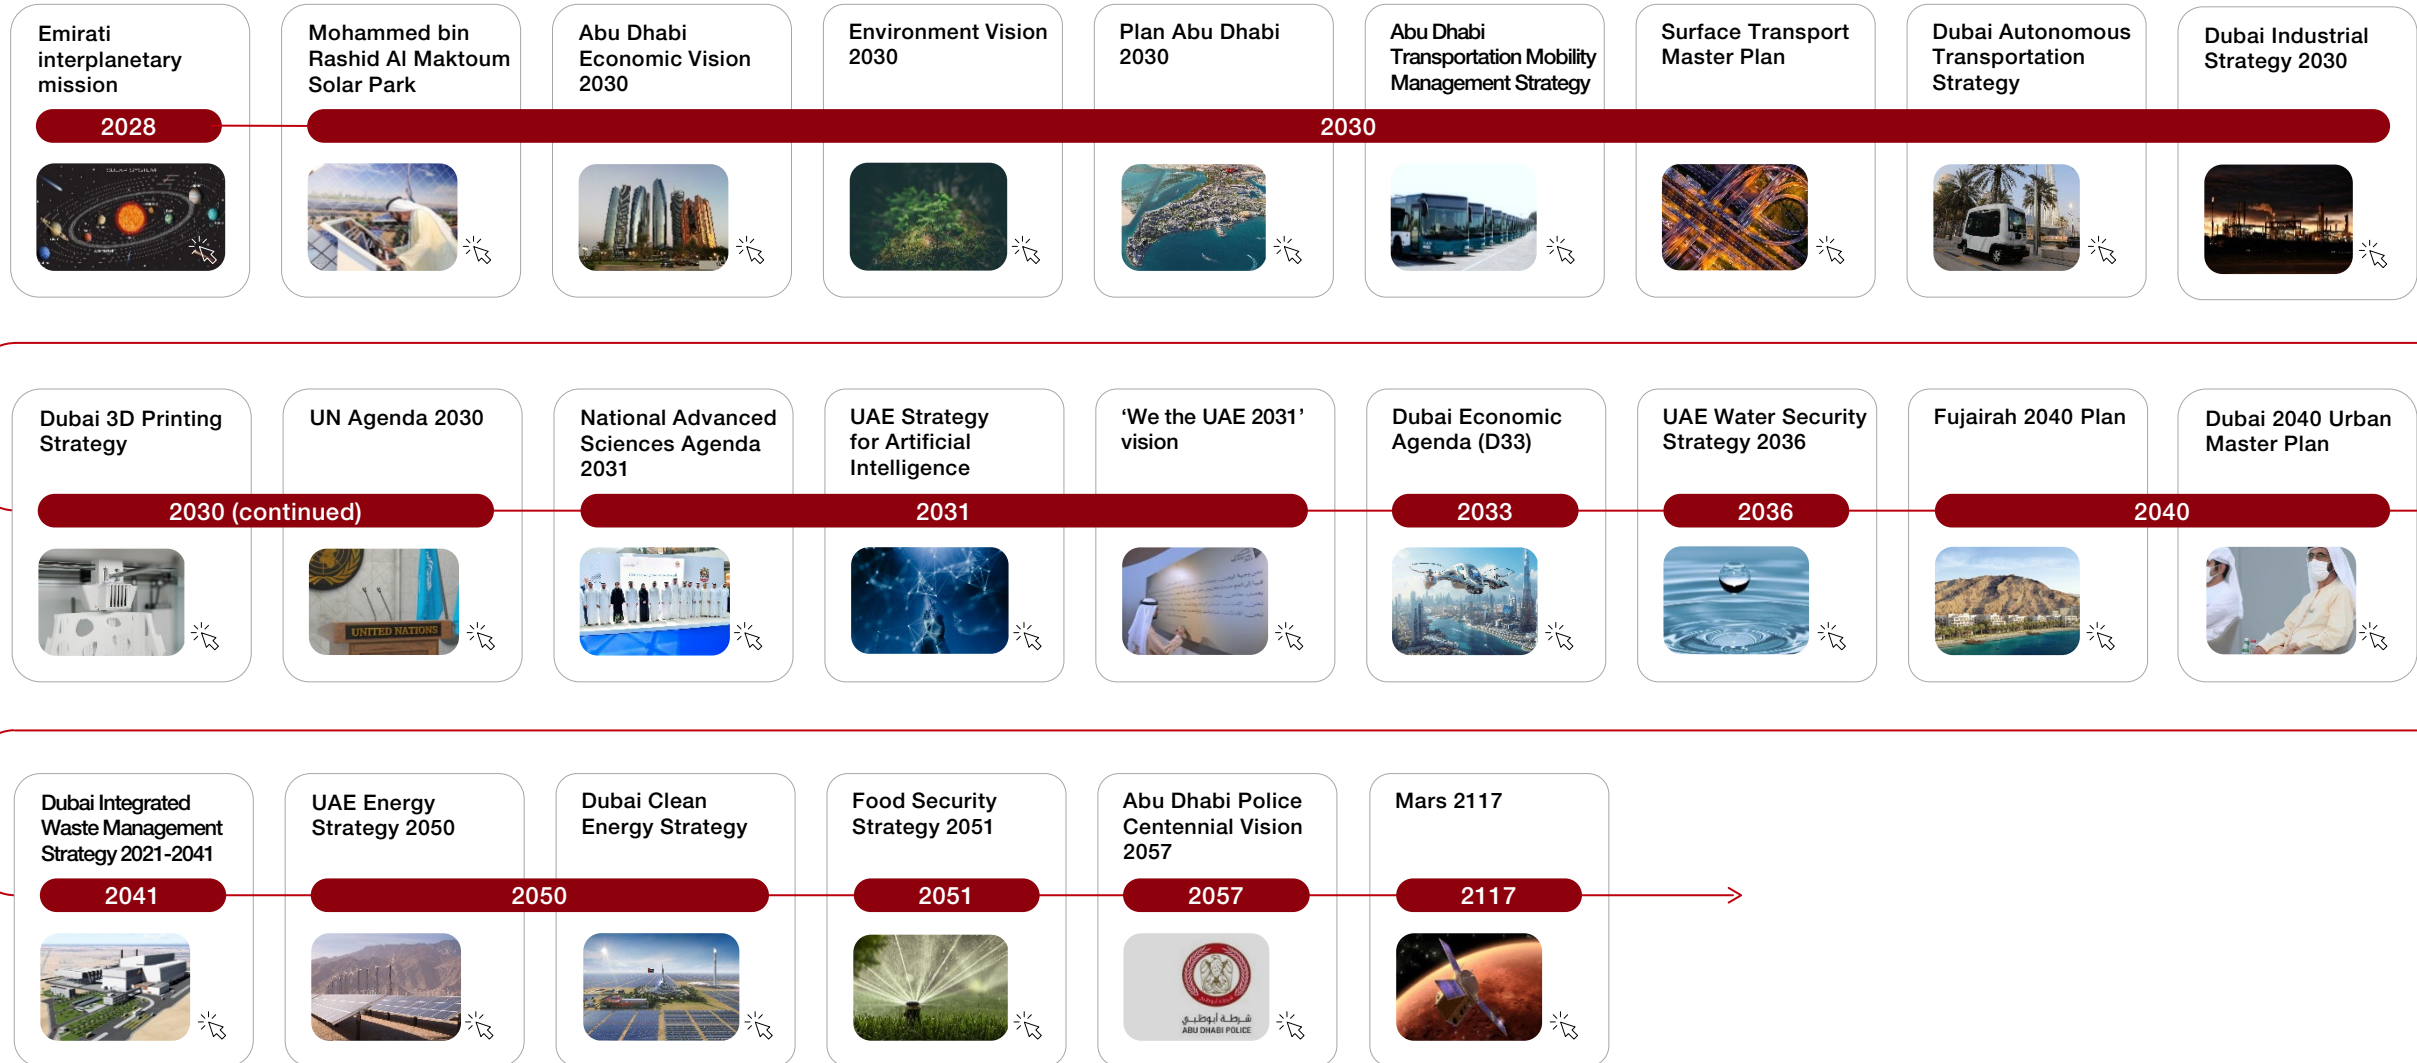 Emirati
interplanetary
mission
Mohammed bin
Rashid Al Maktoum
Solar Park
Abu Dhabi
Economic Vision
2030
Environment Vision
2030
Plan Abu Dhabi
2030
Abu Dhabi
Transportation Mobility
Management Strategy
Surface Transport
Master Plan
Dubai Autonomous
Transportation
Strategy
Dubai Industrial
Strategy 2030
2028
2030
SOLAR SYSTEM
Dubai 3D Printing
Strategy
UN Agenda 2030
National Advanced
Sciences Agenda
2031
UAE Strategy
for Artificial
Intelligence
‘We the UAE 2031’
vision
Dubai Economic
Agenda (D33)
UAE Water Security
Strategy 2036
Fujairah 2040 Plan
Dubai 2040 Urban
Master Plan
2030 (continued)
2031
2033
2036
2040
UNITED NATIONS
Dubai Integrated
Waste Management
Strategy 2021-2041
UAE Energy
Strategy 2050
Dubai Clean
Energy Strategy
Food Security
Strategy 2051
Abu Dhabi Police
Centennial Vision
2057
Mars 2117
2041
2050
2051
2057
2117
شرطة أبوظبي
ABU DHABI POLICE